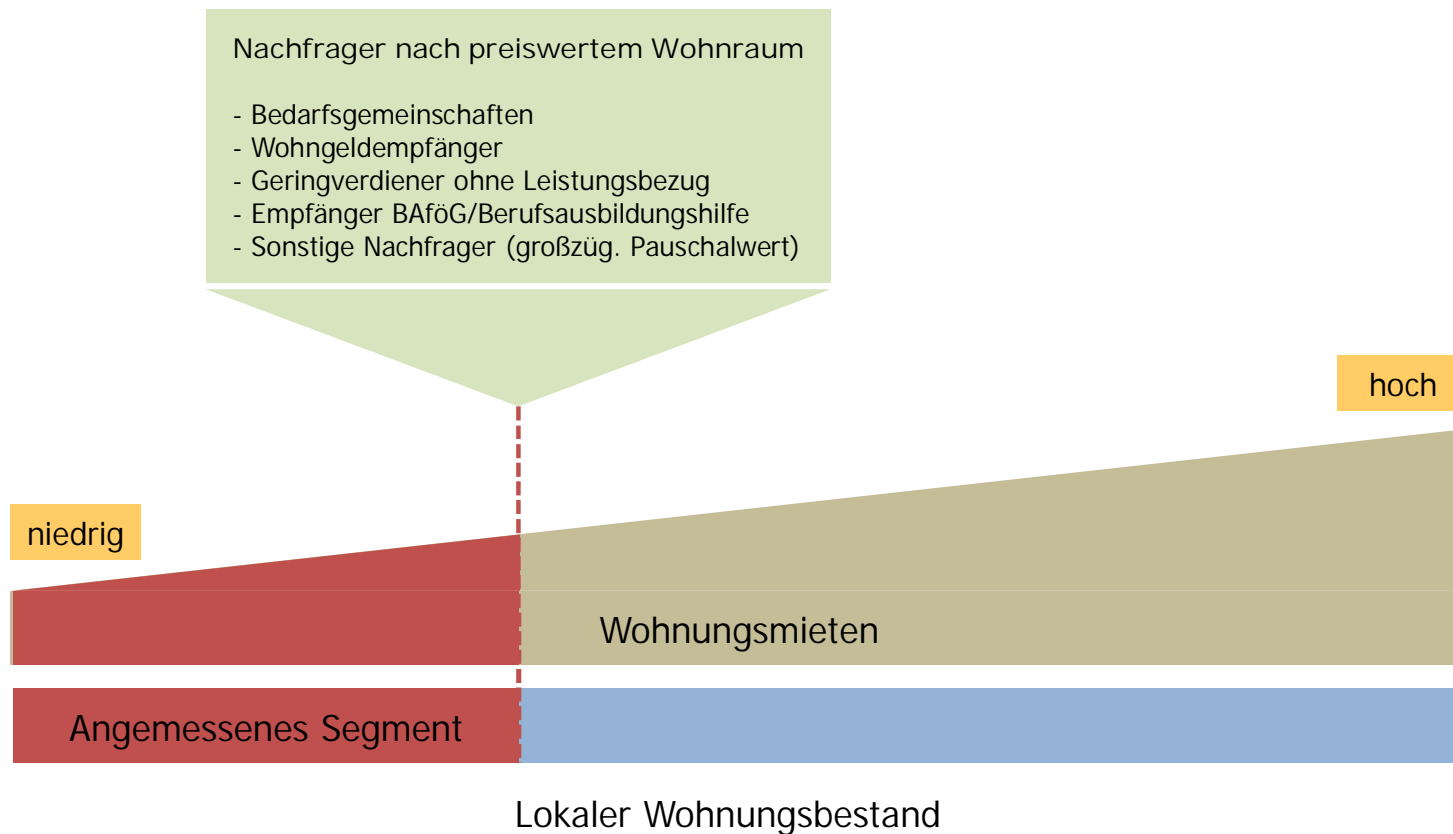 Nachfrager nach preiswertem Wohnraum
- Bedarfsgemeinschaften
- Wohngeldempfänger
- Geringverdiener ohne Leistungsbezug
- Empfänger BAföG/Berufsausbildungshilfe
- Sonstige Nachfrager (großzüg. Pauschalwert)
hoch
niedrig
Wohnungsmieten
Angemessenes Segment
Lokaler Wohnungsbestand